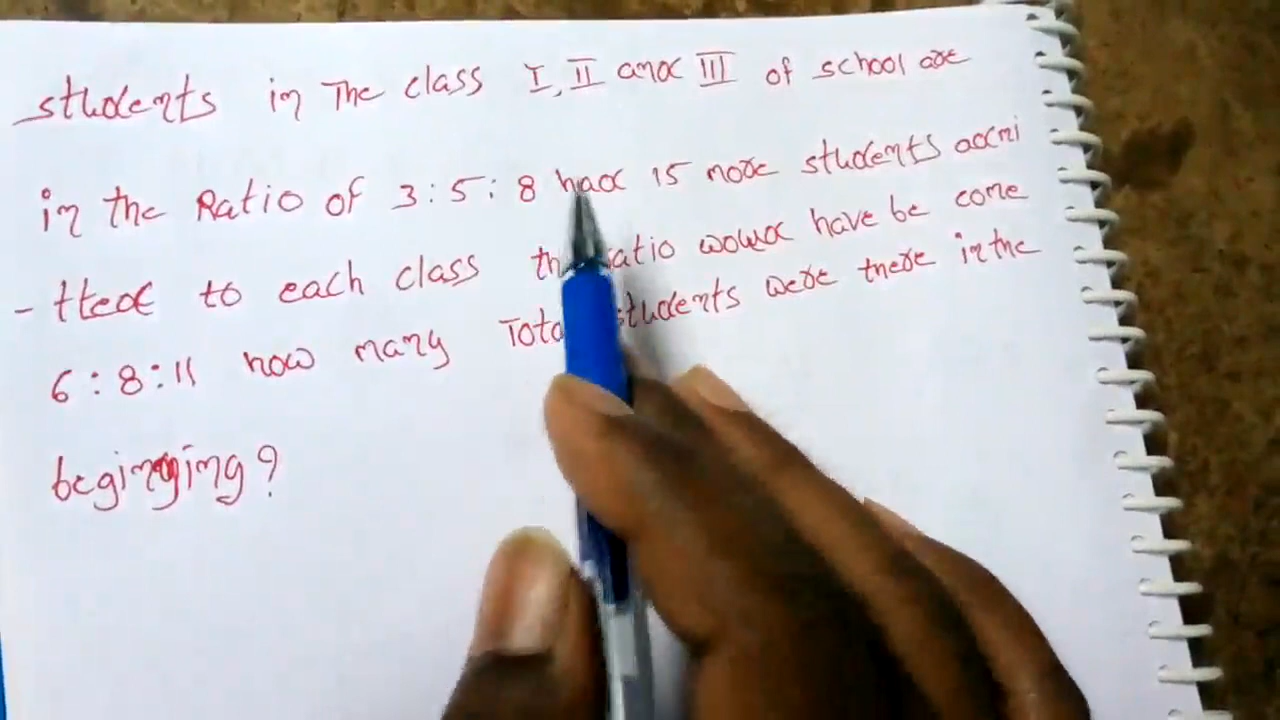 students in The class I, II and III of school are
in the Ratio of 3 : 5 : 8 had 15 more students admi
- tted to each class the ratio would have be come
6 : 8 : 11 how many Total students were there in the
beginging?